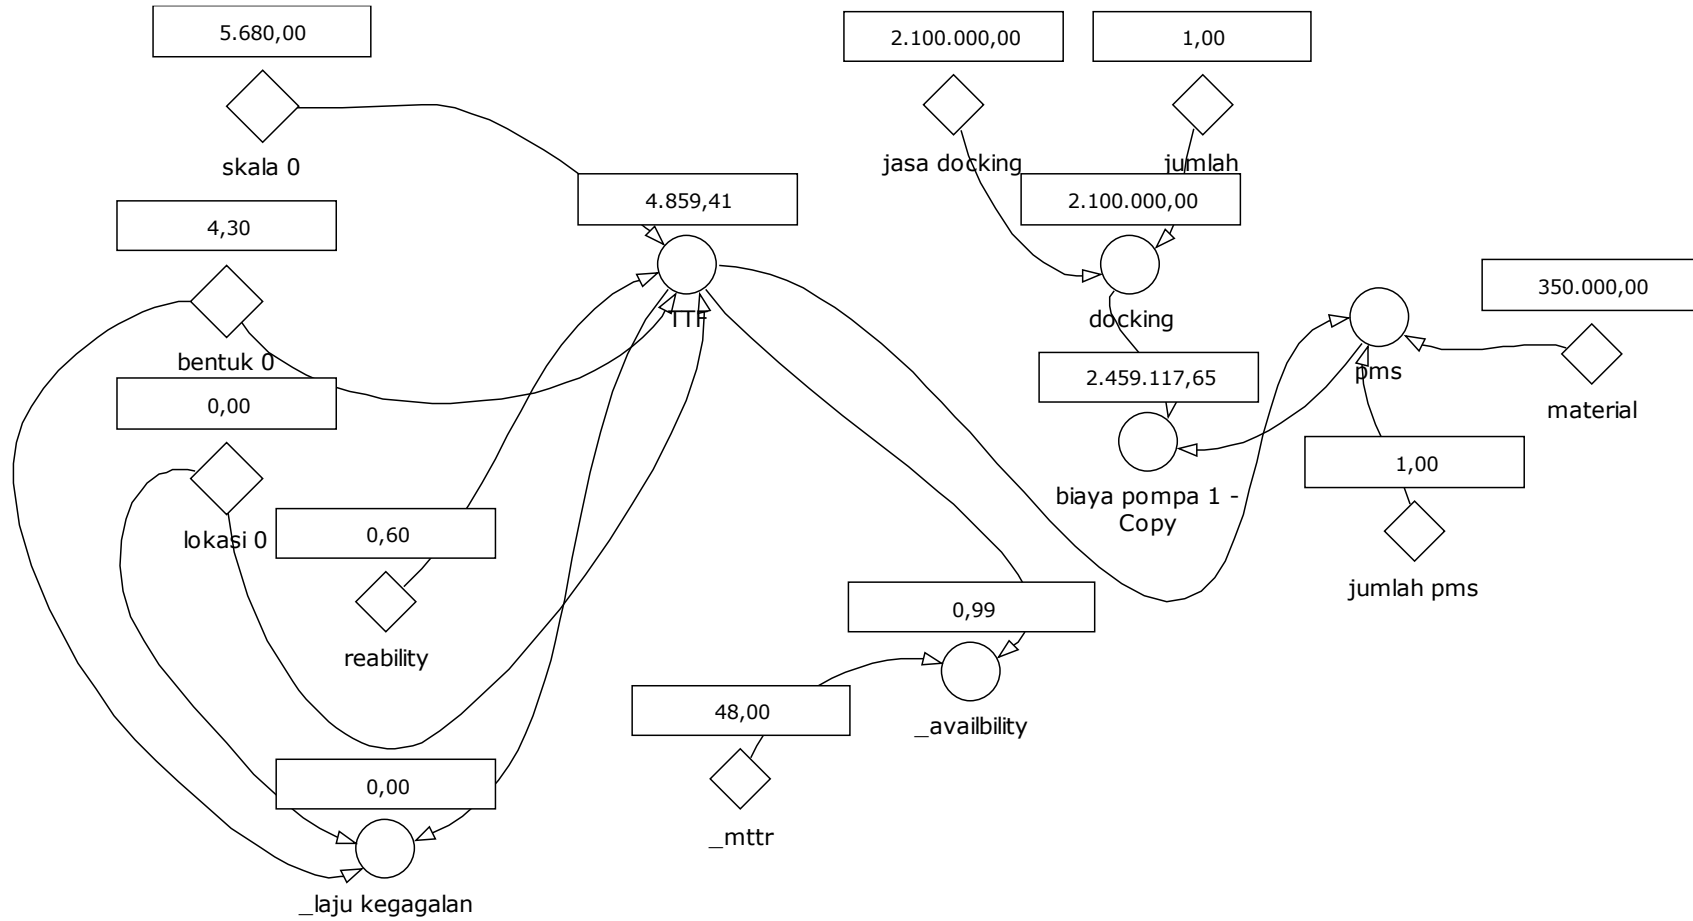 5.680,00
skala 0
2.100.000,00
1,00
jasa docking
jumlah
4,30
bentuk 0
4.859,41
TTF
2.100.000,00
docking
350.000,00
material
pms
0,00
lokasi 0
2.459.117,65
biaya pompa 1 -
Copy
1,00
jumlah pms
0,60
reability
0,99
_availbility
48,00
_mttr
0,00
_laju kegagalan